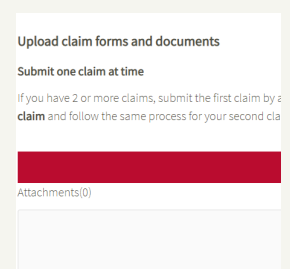 Upload claim forms and documents
Submit one claim at time
If you have 2 or more claims, submit the first claim by
claim and follow the same process for your second
Attachments(0)